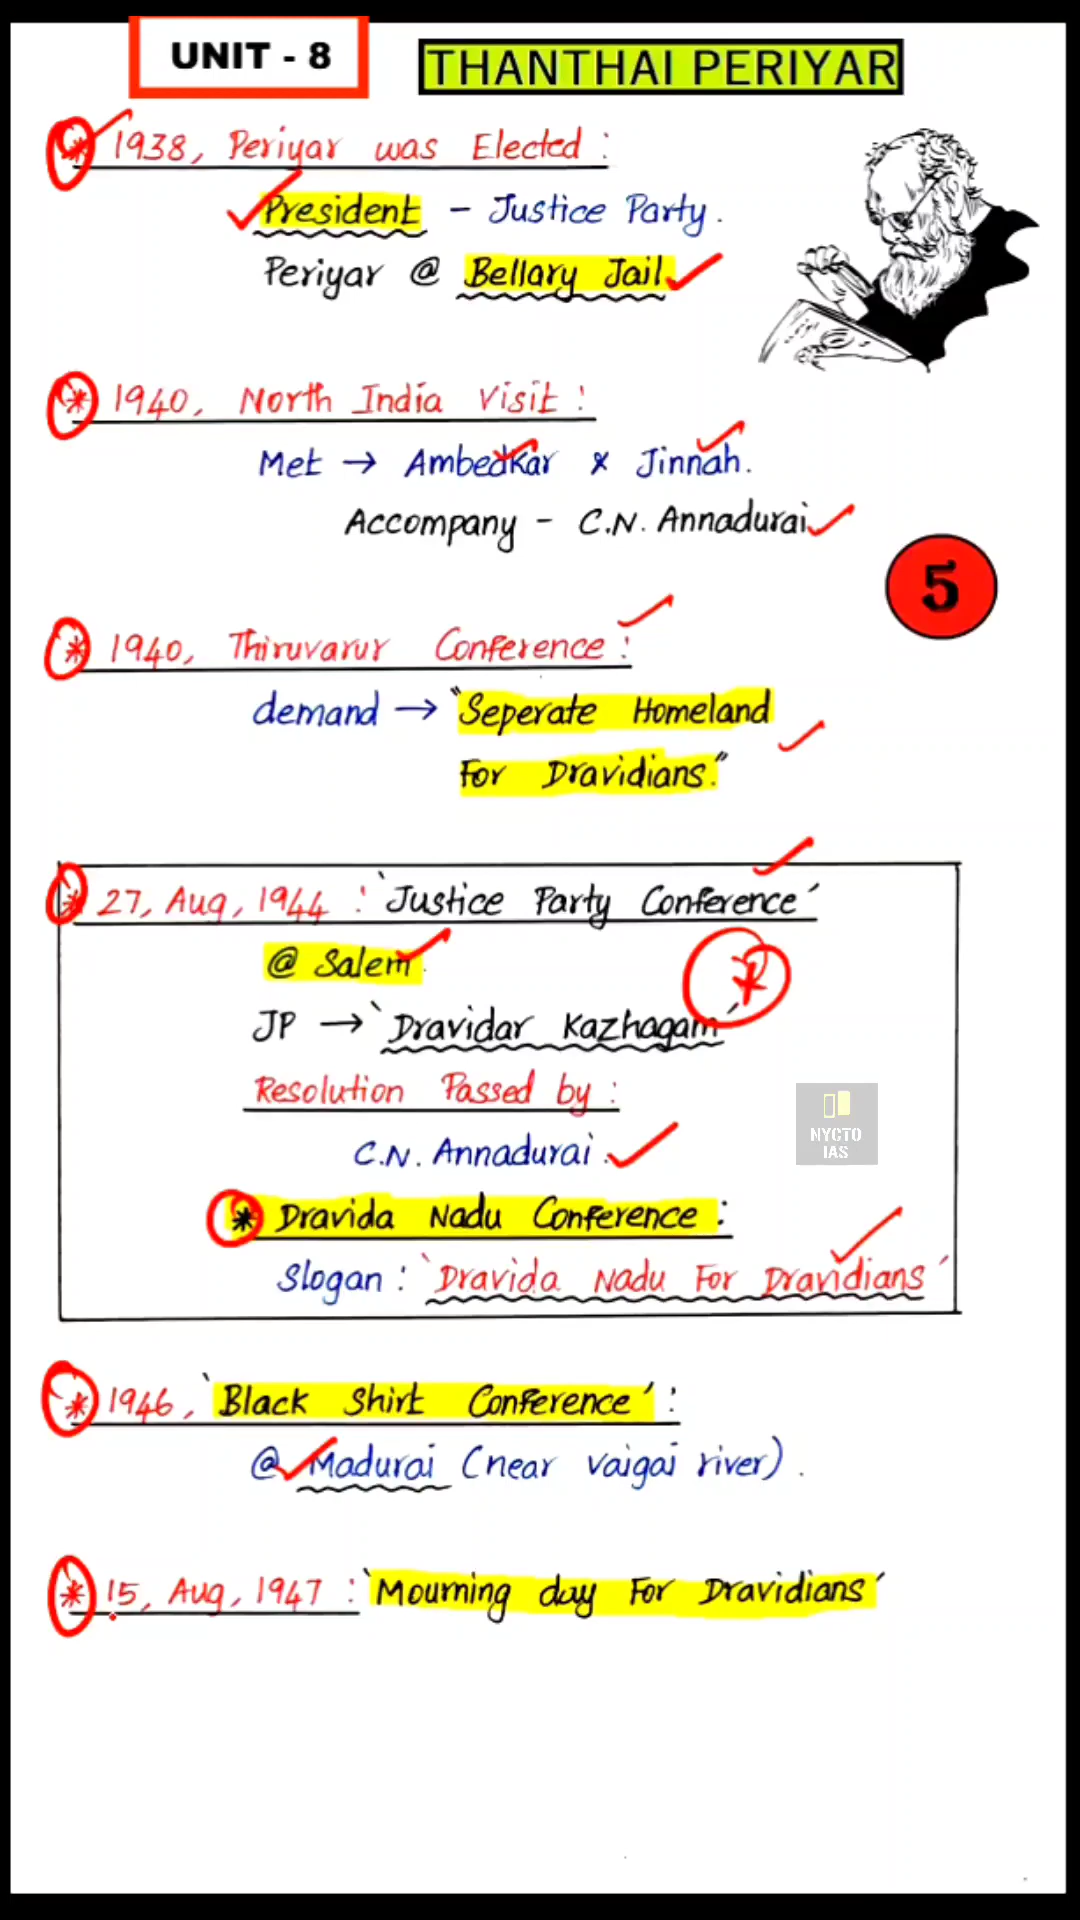 UNIT - 8
THANTHAI PERIYAR
* 1938, Periyar was Elected :
President - Justice Party.
Periyar @ Bellary Jail
* 1940, North India Visit :
Met → Ambedkar & Jinnah.
Accompany - C.N. Annadurai
5
* 1940, Thiruvarur Conference :
demand → "Seperate Homeland
For Dravidians."
* 27, Aug, 1944 : 'Justice Party Conference'
@ Salem.
JP → 'Dravidar Kazhagam'
Resolution Passed by :
C.N. Annadurai.
NYCTO
IAS
* Dravida Nadu Conference :
Slogan : 'Dravida Nadu For Dravidians'
* 1946, 'Black Shirt Conference' :
@ Madurai (near vaigai river).
* 15, Aug, 1947 : 'Mourning day For Dravidians'